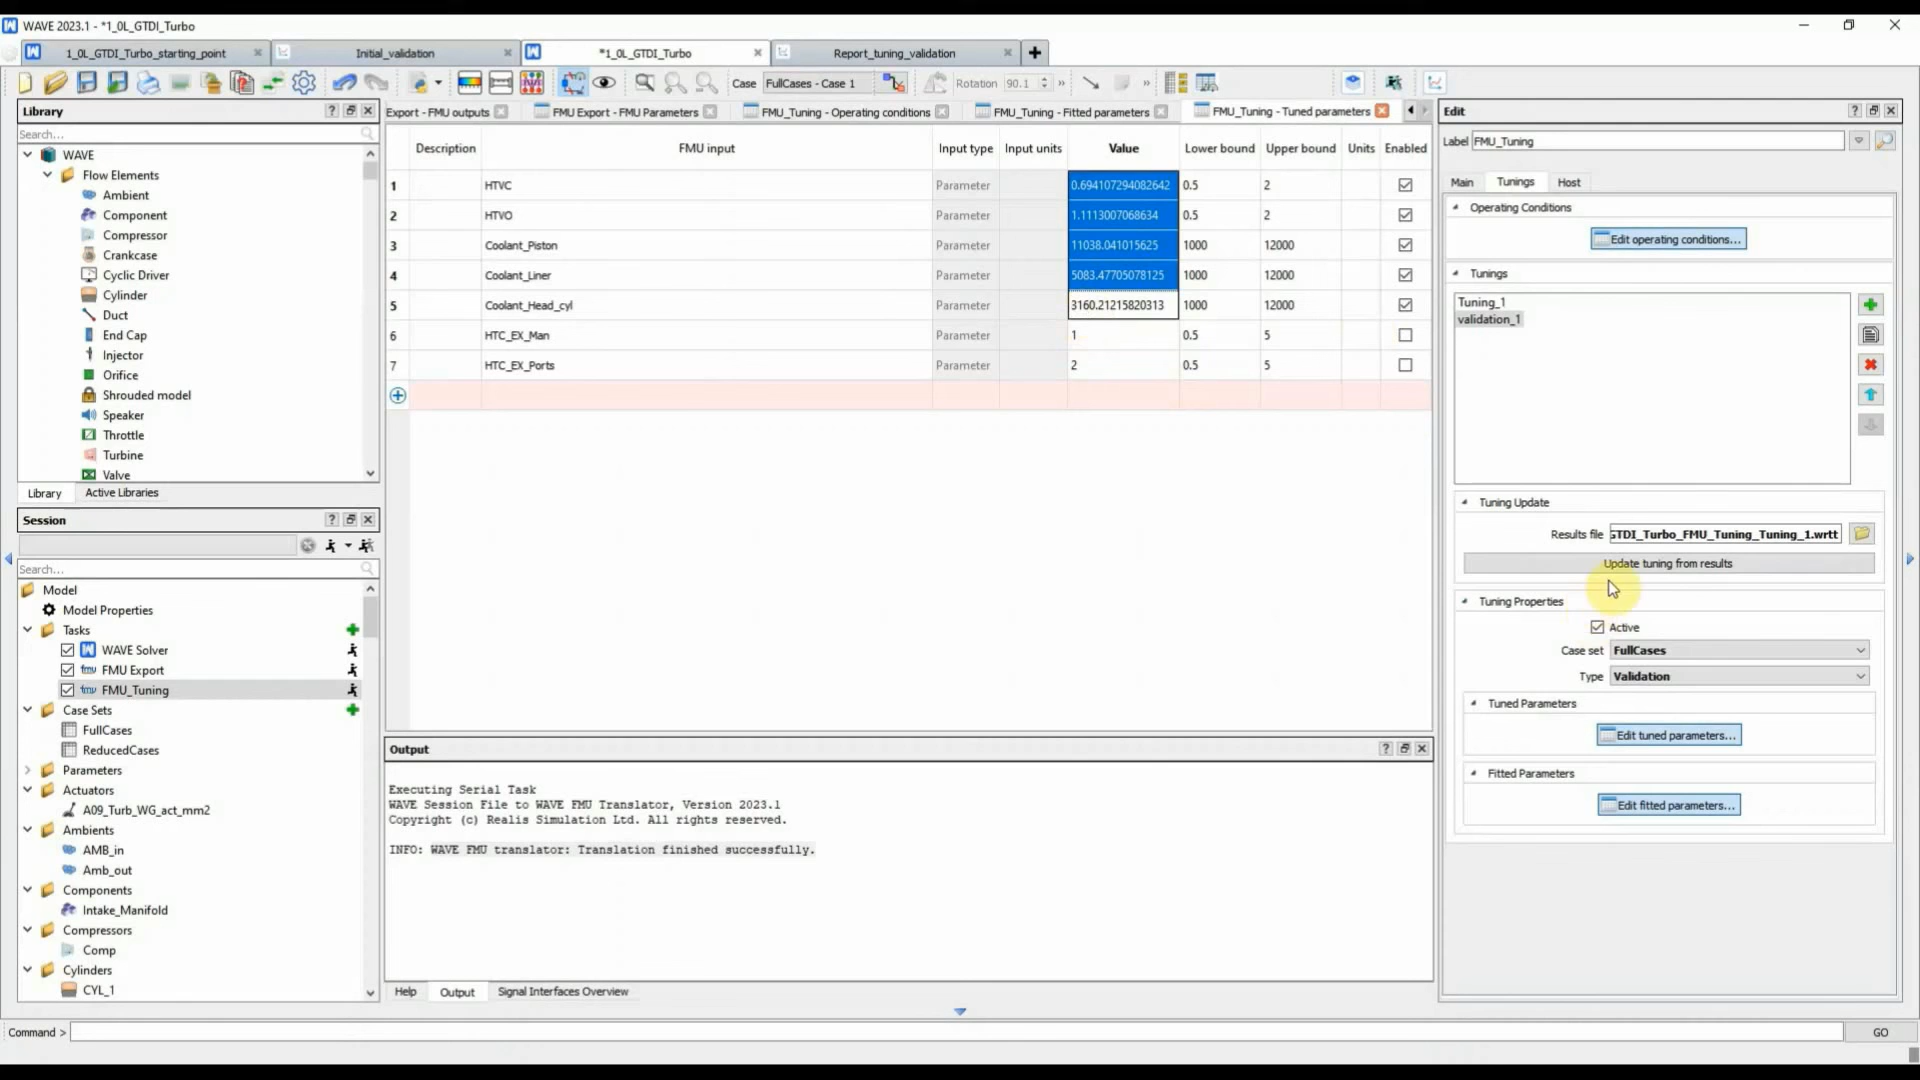 WAVE 2023.1 - *1_0L_GTDI_Turbo
1_0L_GTDI_Turbo_starting_point
Initial_validation
*1_0L_GTDI_Turbo
Report_tuning_validation
Case FullCases - Case 1
Rotation 90.1
Library
Search...
WAVE
Flow Elements
Ambient
Component
Compressor
Crankcase
Cyclic Driver
Cylinder
Duct
End Cap
Injector
Orifice
Shrouded model
Speaker
Throttle
Turbine
Valve
Library Active Libraries
Session
Search...
Model
Model Properties
Tasks
WAVE Solver
FMU Export
FMU_Tuning
Case Sets
FullCases
ReducedCases
Parameters
Actuators
A09_Turb_WG_act_mm2
Ambients
AMB_in
Amb_out
Components
Intake_Manifold
Compressors
Comp
Cylinders
CYL_1
Export - FMU outputs
FMU Export - FMU Parameters
FMU_Tuning - Operating conditions
FMU_Tuning - Fitted parameters
FMU_Tuning - Tuned parameters
Description FMU input Input type Input units Value Lower bound Upper bound Units Enabled
1 HTVC Parameter 0.694107294082642 0.5 2
2 HTVO Parameter 1.1113007068634 0.5 2
3 Coolant_Piston Parameter 11038.041015625 1000 12000
4 Coolant_Liner Parameter 5083.47705078125 1000 12000
5 Coolant_Head_cyl Parameter 3160.21215820313 1000 12000
6 HTC_EX_Man Parameter 1 0.5 5
7 HTC_EX_Ports Parameter 2 0.5 5
Output
Executing Serial Task
WAVE Session File to WAVE FMU Translator, Version 2023.1
Copyright (c) Realis Simulation Ltd. All rights reserved.
INFO: WAVE FMU translator: Translation finished successfully.
Help Output Signal Interfaces Overview
Edit
Label FMU_Tuning
Main Tunings Host
Operating Conditions
Edit operating conditions...
Tunings
Tuning_1
validation_1
Tuning Update
Results file GTDI_Turbo_FMU_Tuning_Tuning_1.wrtt
Update tuning from results
Tuning Properties
Active
Case set FullCases
Type Validation
Tuned Parameters
Edit tuned parameters...
Fitted Parameters
Edit fitted parameters...
Command >
GO